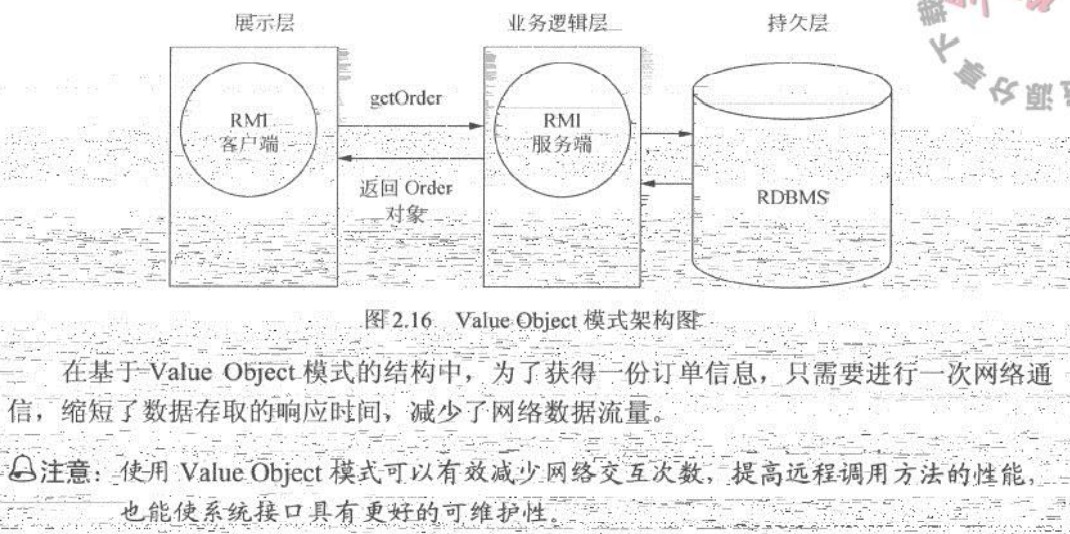 展示层 业务逻辑层 持久层
getOrder
RMI
客户端
RMI
服务端
返回 Order
对象
RDBMS
图2.16 Value Object 模式架构图
在基于 Value Object 模式的结构中，为了获得一份订单信息，只需要进行一次网络通
信，缩短了数据存取的响应时间，减少了网络数据流量。
注意：使用 Value Object 模式可以有效减少网络交互次数，提高远程调用方法的性能，
也能使系统接口具有更好的可维护性。